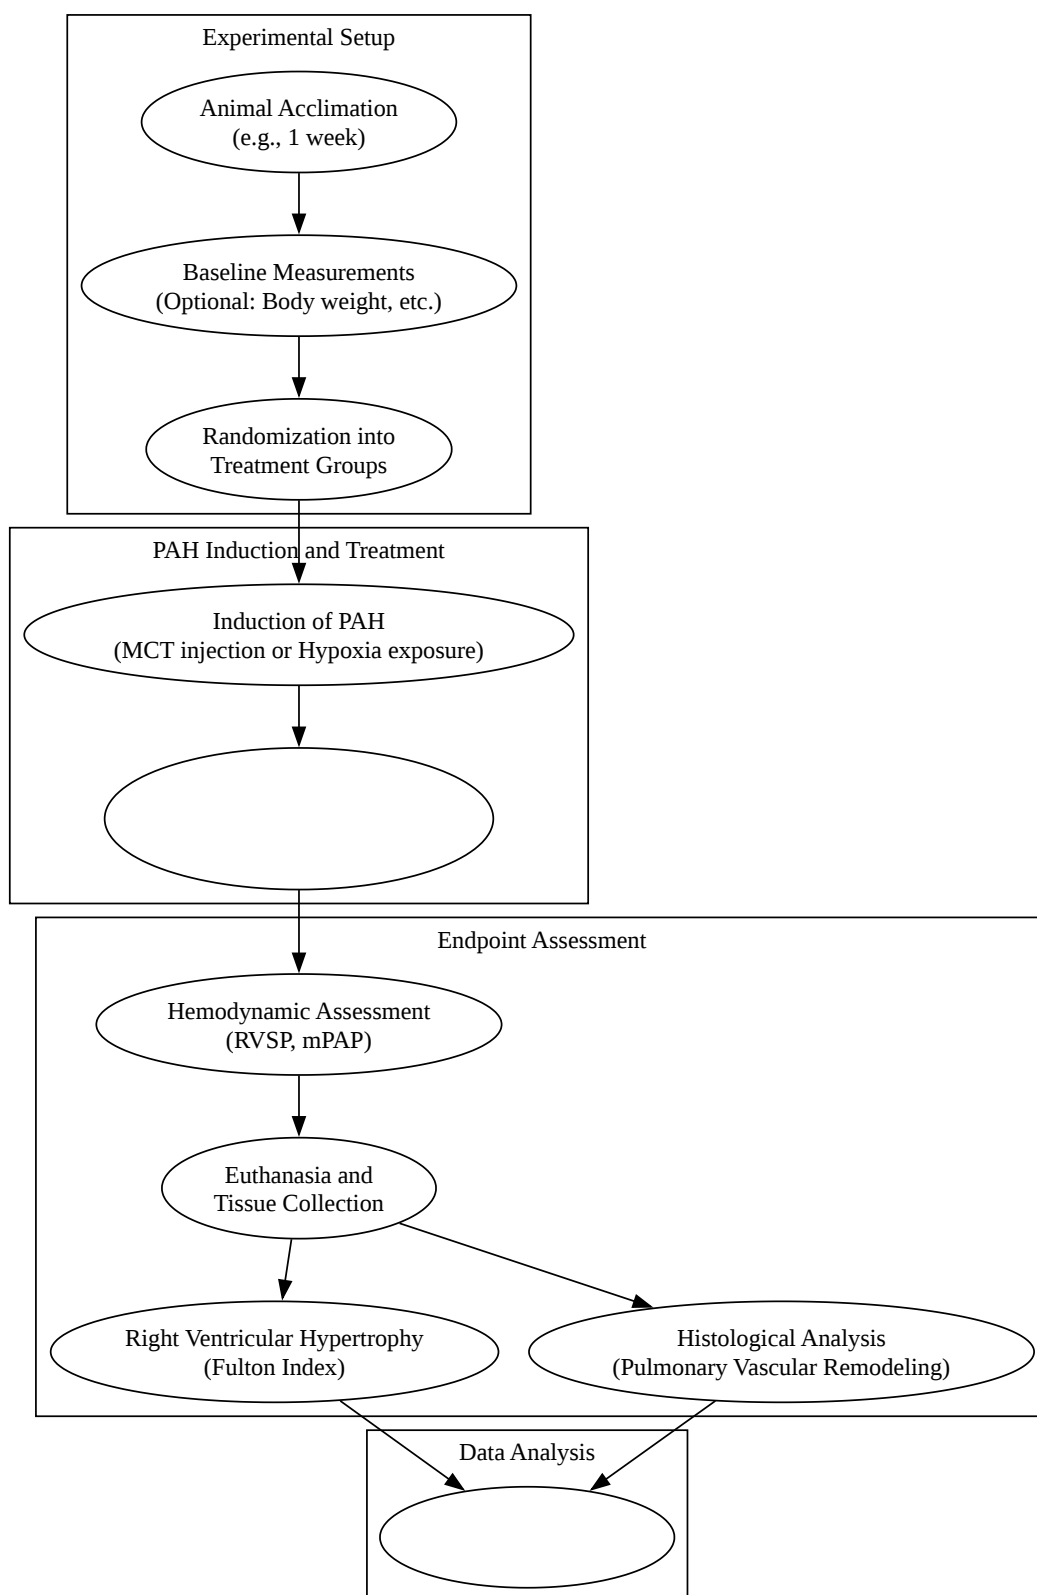 Experimental Setup
Animal Acclimation
(e.g., 1 week)
Baseline Measurements
(Optional: Body weight, etc.)
Randomization into
Treatment Groups
PAH Induction and Treatment
Induction of PAH
(MCT injection or Hypoxia exposure)
Endpoint Assessment
Hemodynamic Assessment
(RVSP, mPAP)
Euthanasia and
Tissue Collection
Right Ventricular Hypertrophy
(Fulton Index)
Histological Analysis
(Pulmonary Vascular Remodeling)
Data Analysis